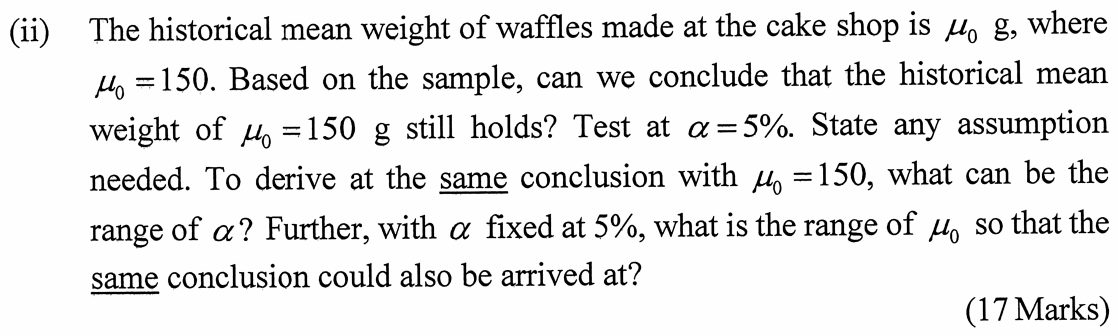 (ii) The historical mean weight of waffles made at the cake shop is μ₀ g, where
μ₀ = 150. Based on the sample, can we conclude that the historical mean
weight of μ₀ = 150 g still holds? Test at α = 5%. State any assumption
needed. To derive at the same conclusion with μ₀ = 150, what can be the
range of α? Further, with α fixed at 5%, what is the range of μ₀ so that the
same conclusion could also be arrived at?
(17 Marks)